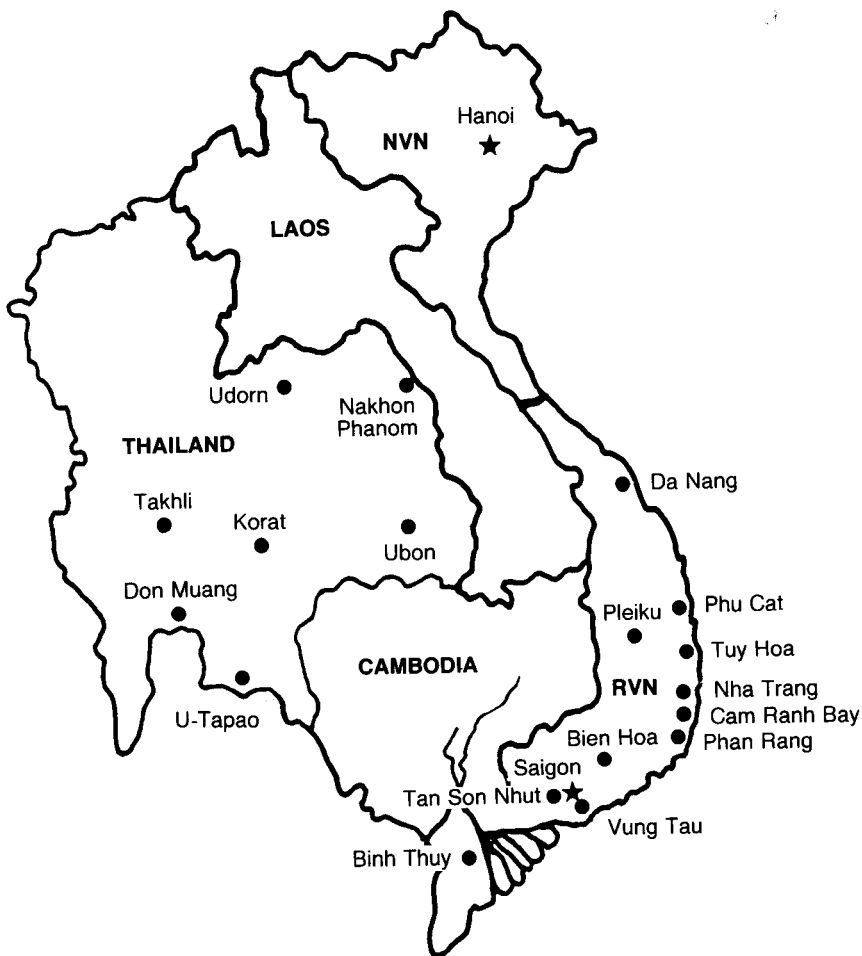 Hanoi
NVN
LAOS
Udorn
Nakhon
Phanom
THAILAND
Da Nang
Takhli
Korat
Ubon
Don Muang
Phu Cat
Pleiku
Tuy Hoa
CAMBODIA
RVN
Nha Trang
U-Tapao
Cam Ranh Bay
Bien Hoa
Phan Rang
Saigon
Tan Son Nhut
Vung Tau
Binh Thuy